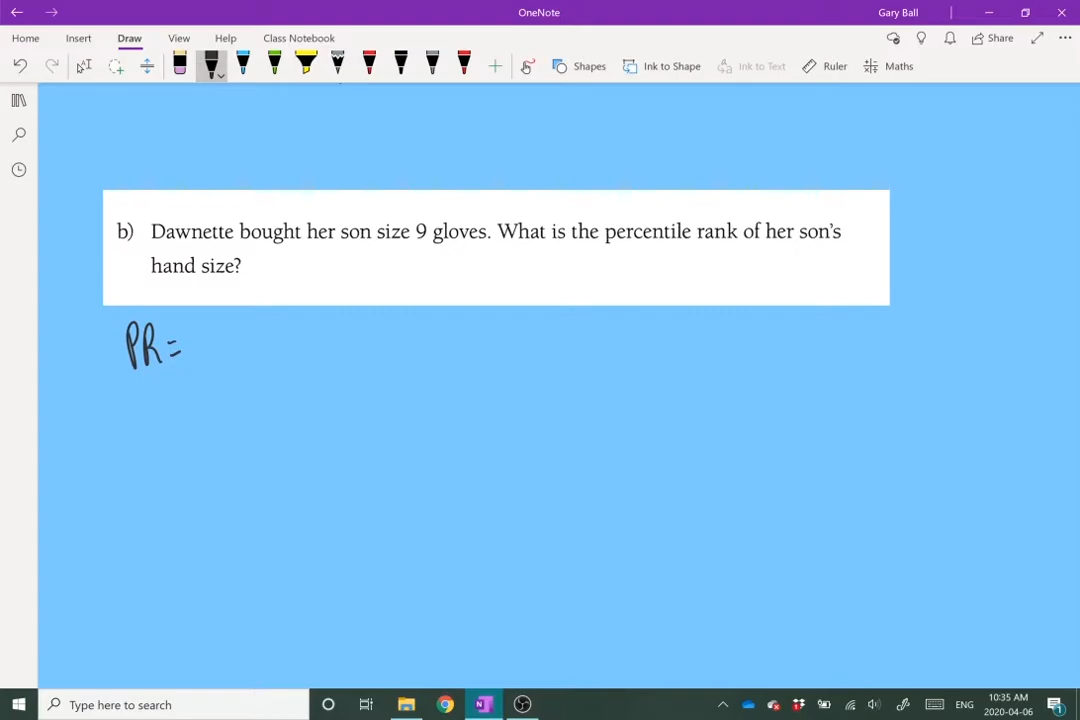 OneNote
Gary Ball
Home Insert Draw View Help Class Notebook
Share
Shapes Ink to Shape Ink to Text Ruler Maths
b) Dawnette bought her son size 9 gloves. What is the percentile rank of her son's
hand size?
PR=
Type here to search
ENG
10:35 AM
2020-04-06